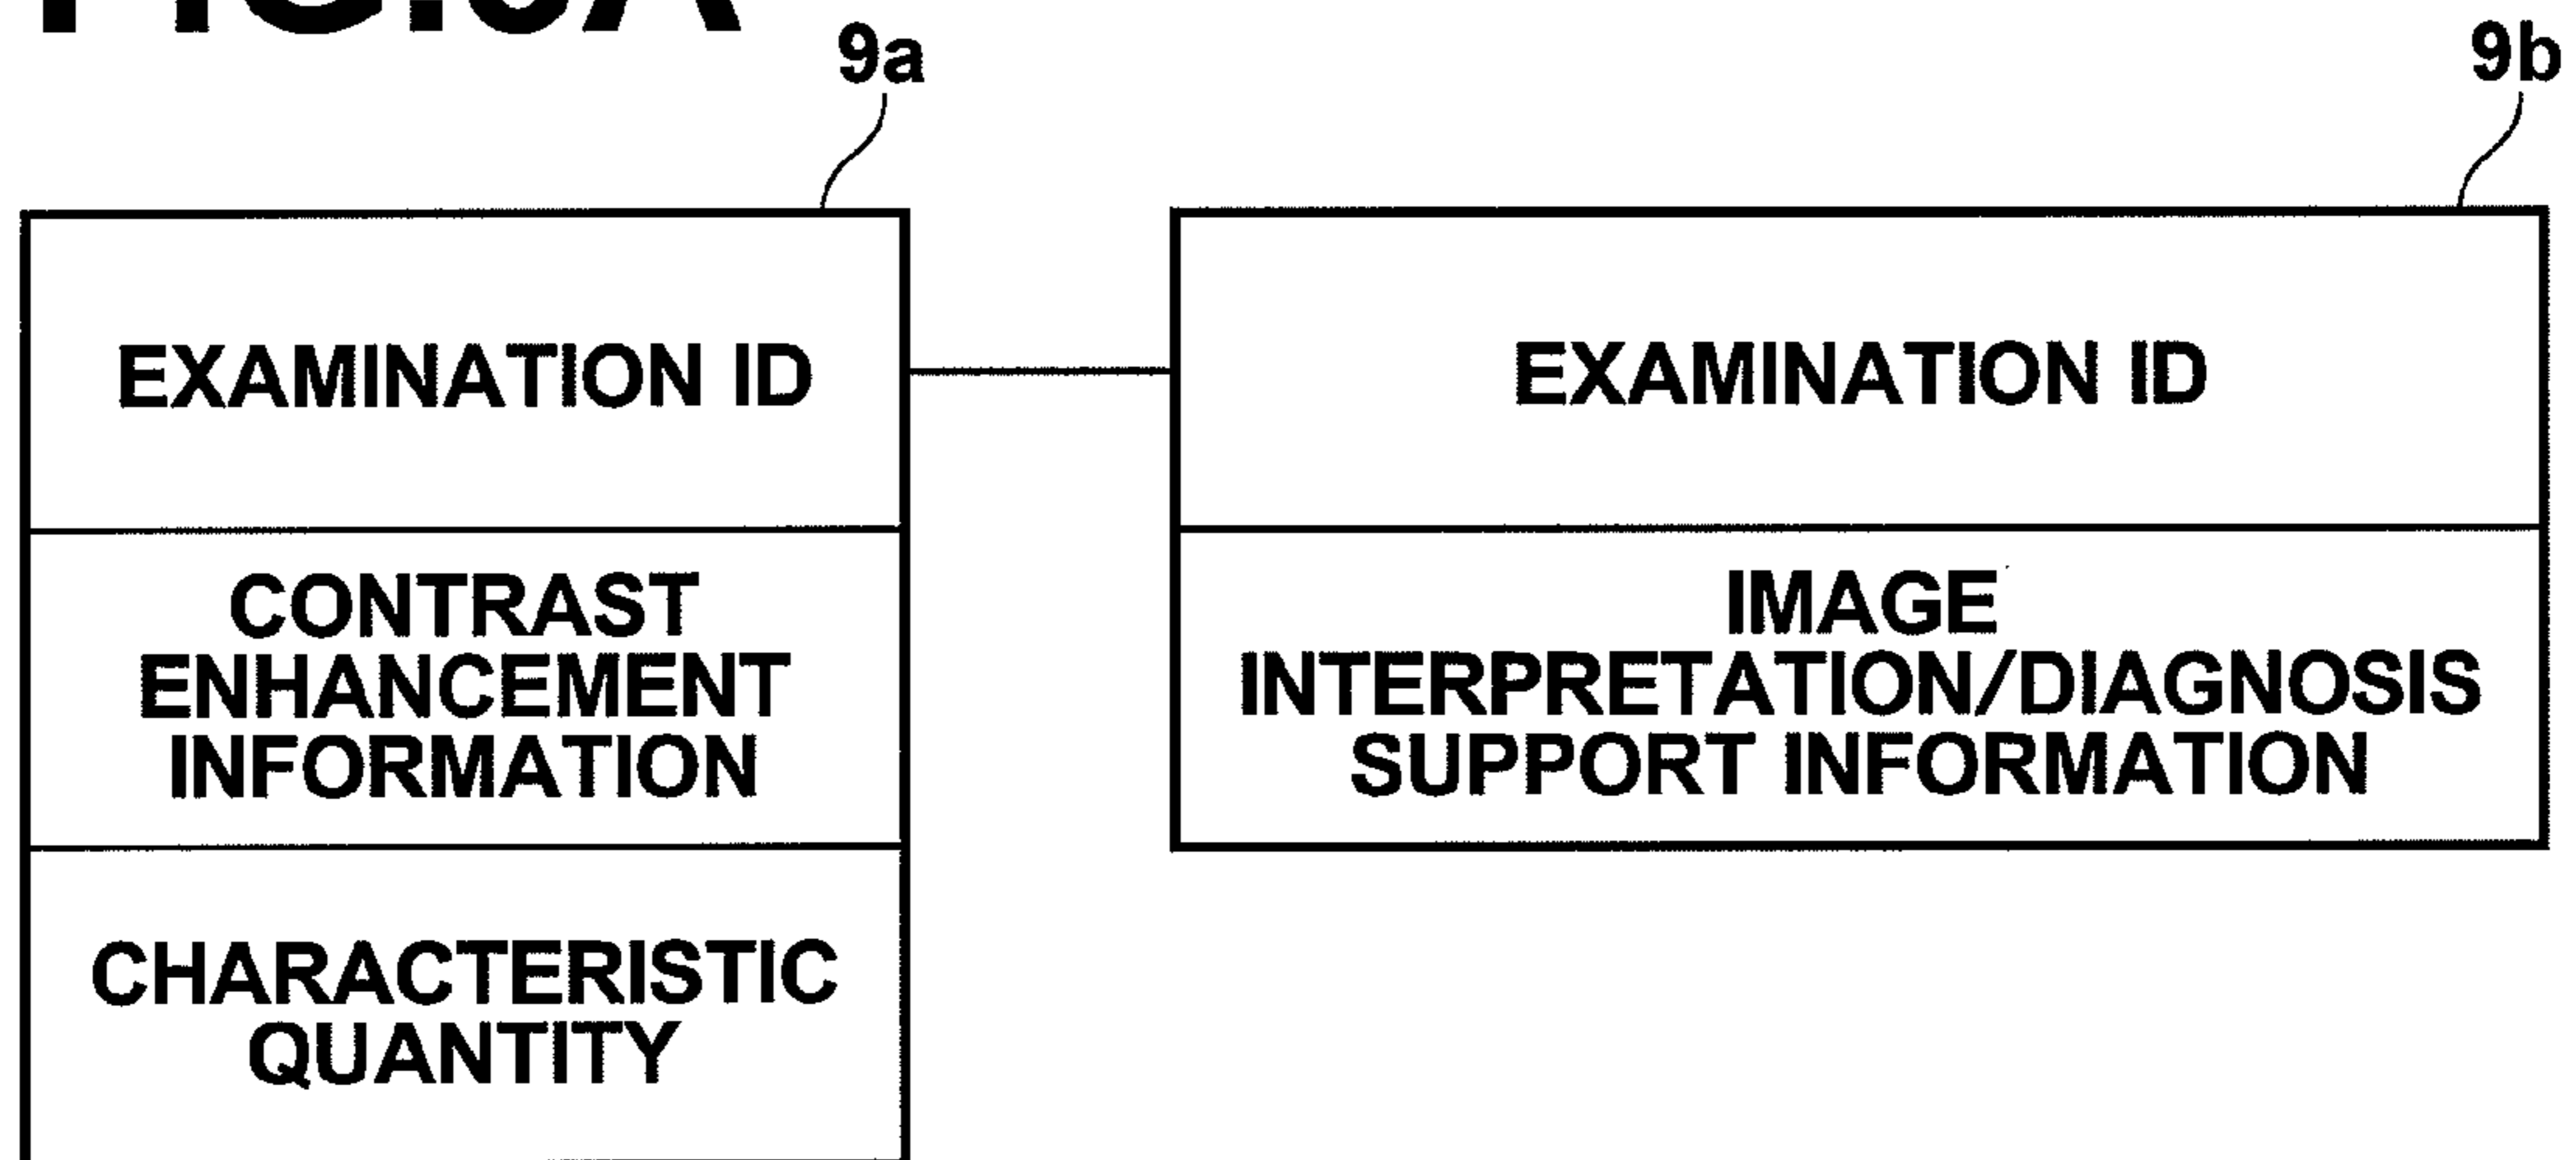 9a
9b
EXAMINATION ID
EXAMINATION ID
CONTRAST
ENHANCEMENT
INFORMATION
IMAGE
INTERPRETATION/DIAGNOSIS
SUPPORT INFORMATION
CHARACTERISTIC
QUANTITY